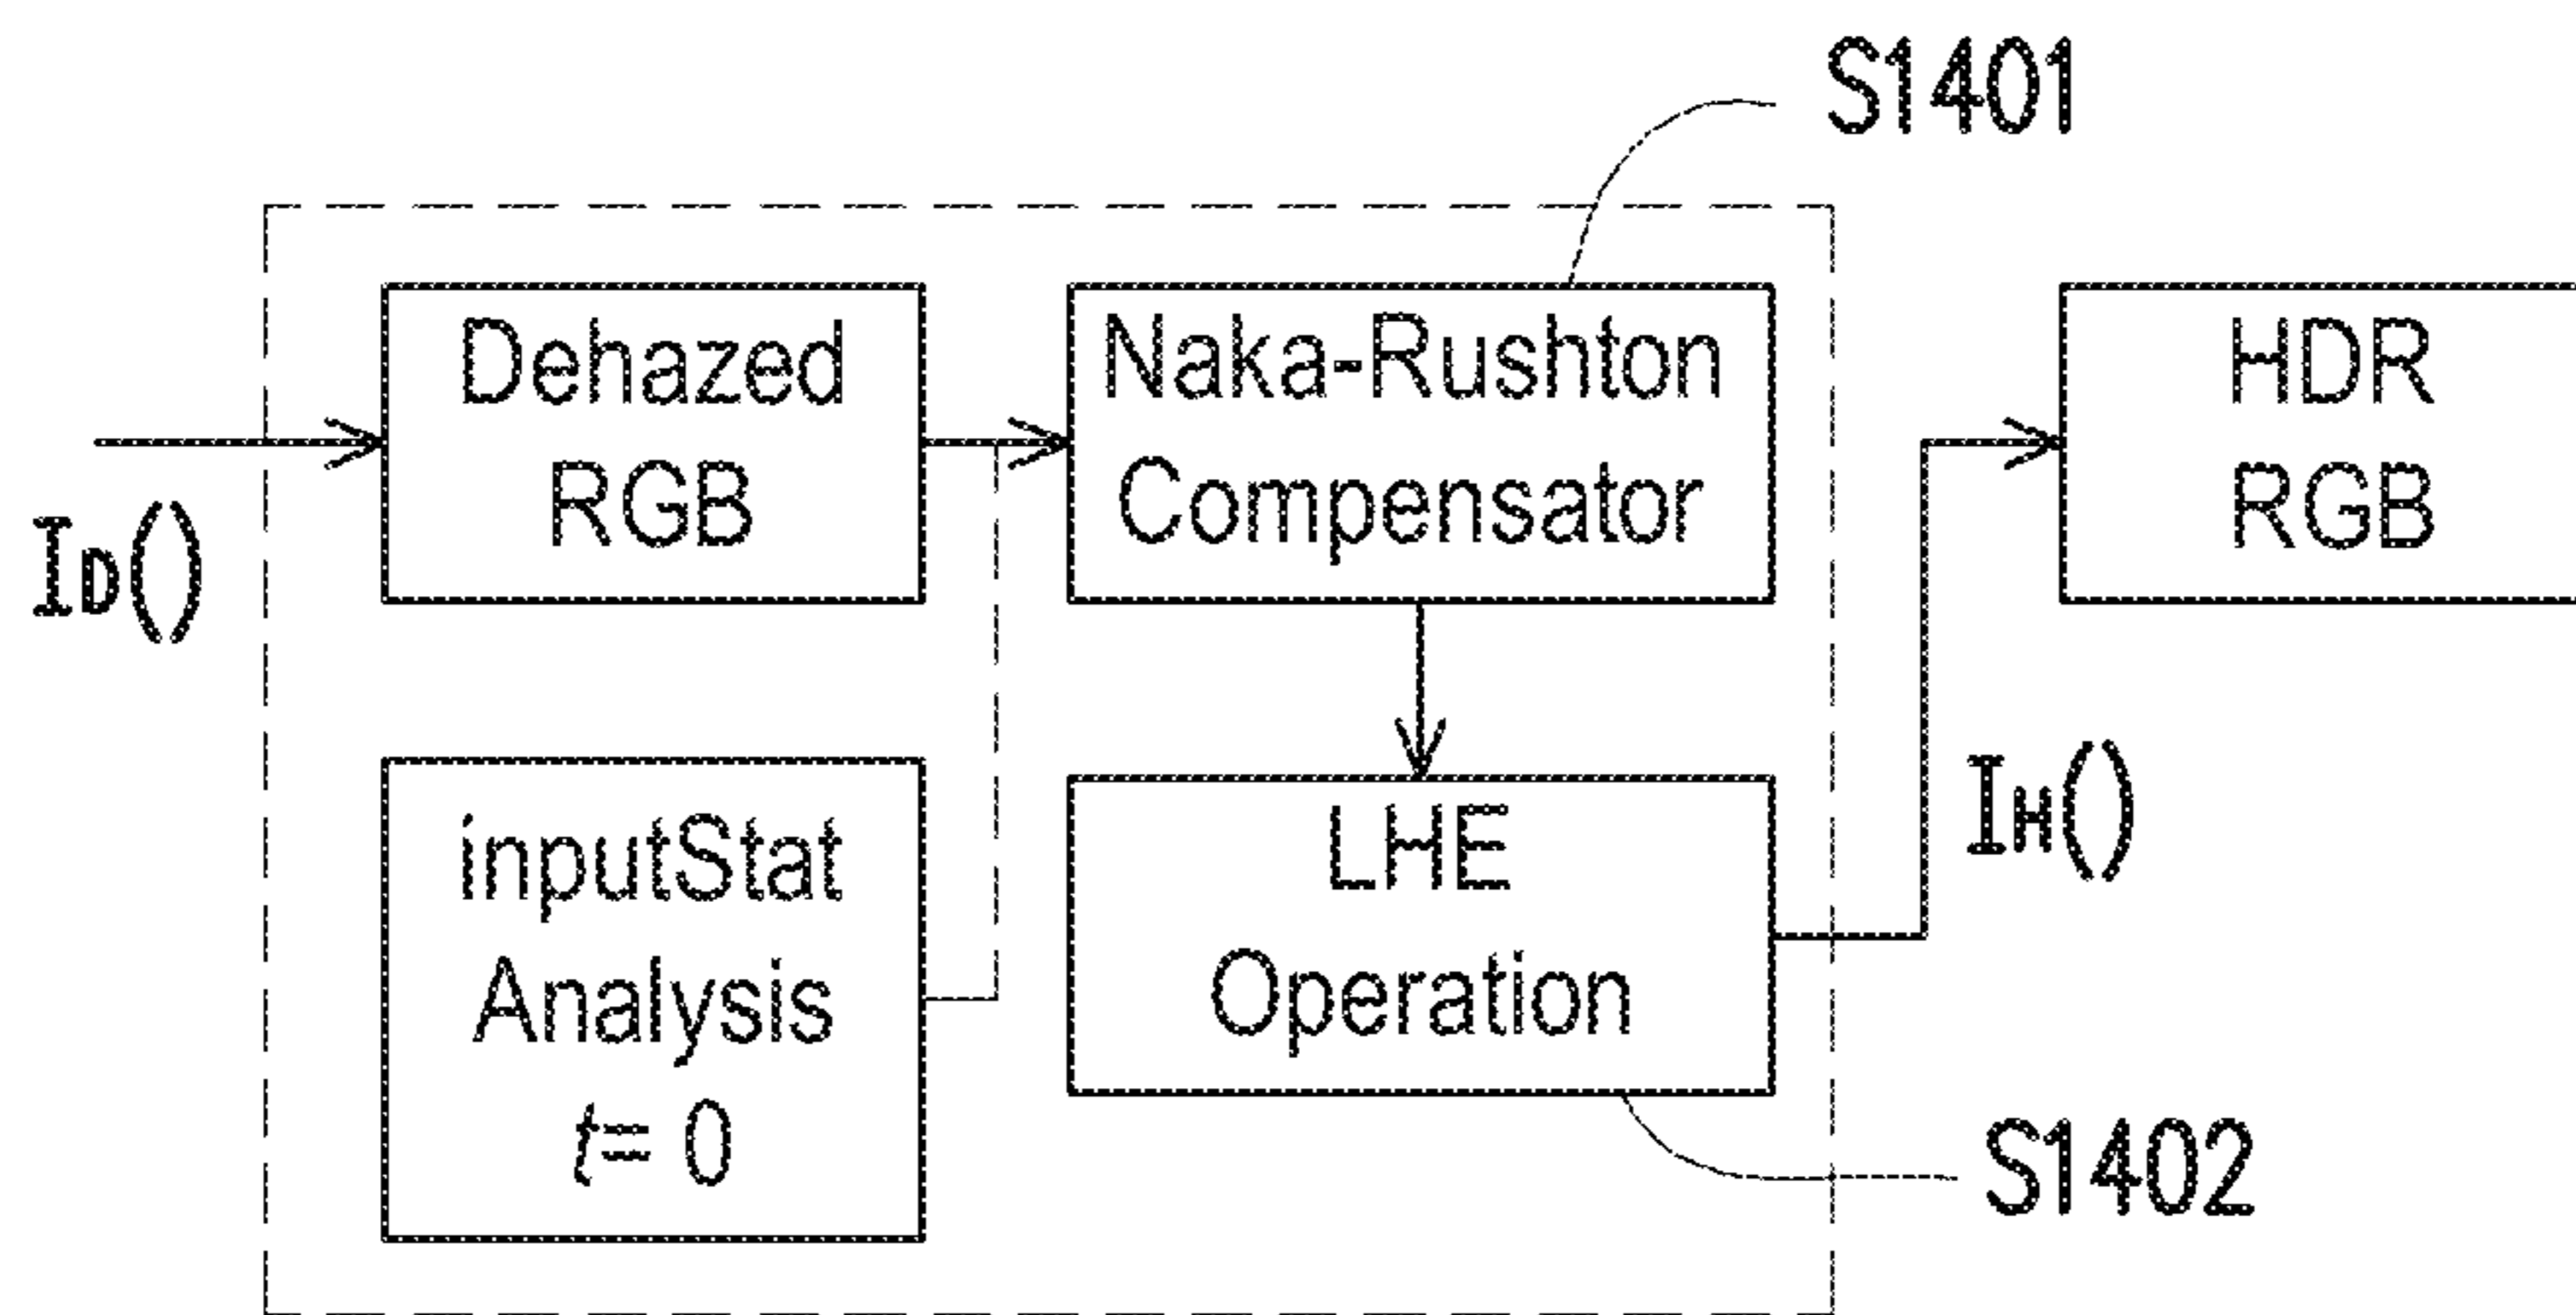 S1401
Dehazed
RGB
Naka-Rushton
Compensator
HDR
RGB
ID()
inputStat
Analysis
t= 0
LHE
Operation
IH()
S1402